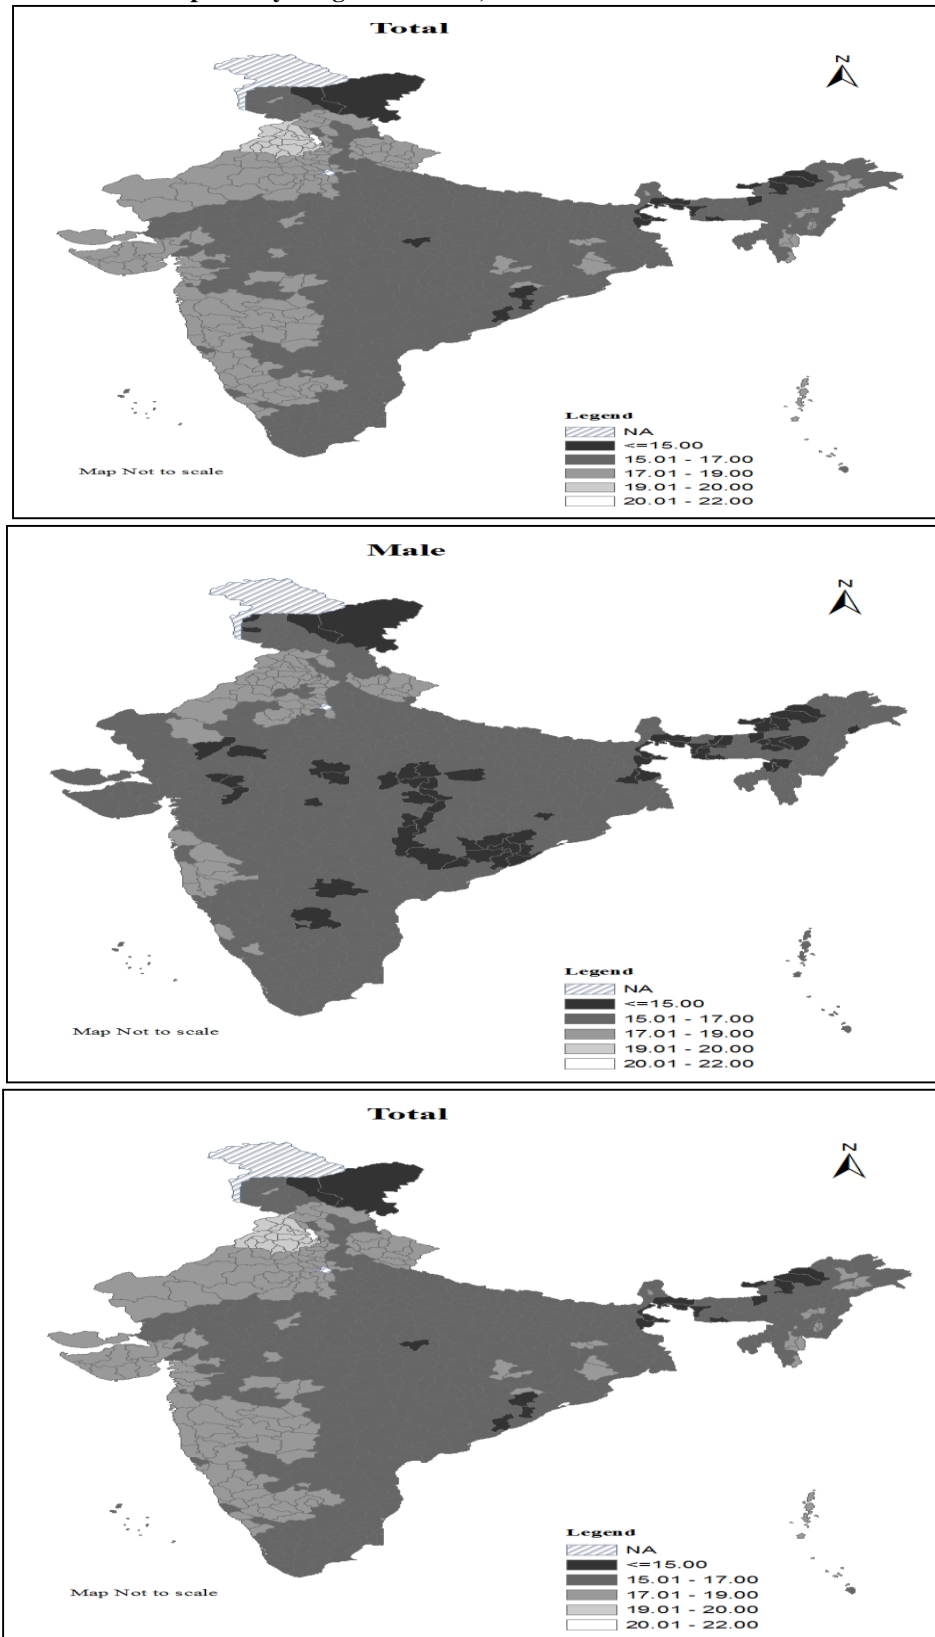 Total
N
Legend
NA
<=15.00
15.01 - 17.00
17.01 - 19.00
19.01 - 20.00
20.01 - 22.00
Map Not to scale
Male
N
Legend
NA
<=15.00
15.01 - 17.00
17.01 - 19.00
19.01 - 20.00
20.01 - 22.00
Map Not to scale
Total
N
Legend
NA
<=15.00
15.01 - 17.00
17.01 - 19.00
19.01 - 20.00
20.01 - 22.00
Map Not to scale